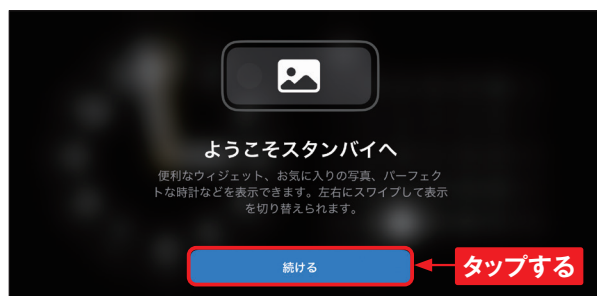 ようこそスタンバイへ
便利なウィジェット、お気に入りの写真、パーフェク
トな時計などを表示できます。左右にスワイプして表示
を切り替えられます。
続ける
タップする